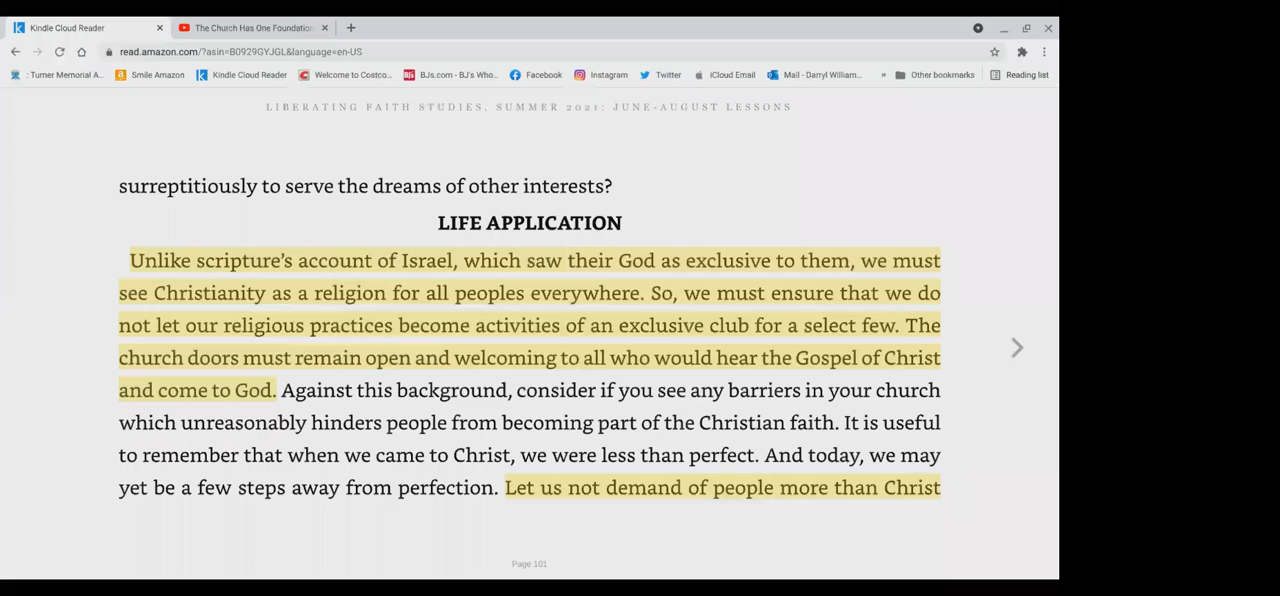 Kindle Cloud Reader
The Church Has One Foundation
read.amazon.com/?asin=B0929GYJGL&language=en-US
: Turner Memorial A...
Smile Amazon
Kindle Cloud Reader
Welcome to Costco...
BJs.com - BJ's Who...
Facebook
Instagram
Twitter
iCloud Email
Mail - Darryl William...
»
Other bookmarks
Reading list
LIBERATING FAITH STUDIES, SUMMER 2021: JUNE-AUGUST LESSONS
surreptitiously to serve the dreams of other interests?
LIFE APPLICATION
Unlike scripture's account of Israel, which saw their God as exclusive to them, we must
see Christianity as a religion for all peoples everywhere. So, we must ensure that we do
not let our religious practices become activities of an exclusive club for a select few. The
church doors must remain open and welcoming to all who would hear the Gospel of Christ
and come to God. Against this background, consider if you see any barriers in your church
which unreasonably hinders people from becoming part of the Christian faith. It is useful
to remember that when we came to Christ, we were less than perfect. And today, we may
yet be a few steps away from perfection. Let us not demand of people more than Christ
Page 101